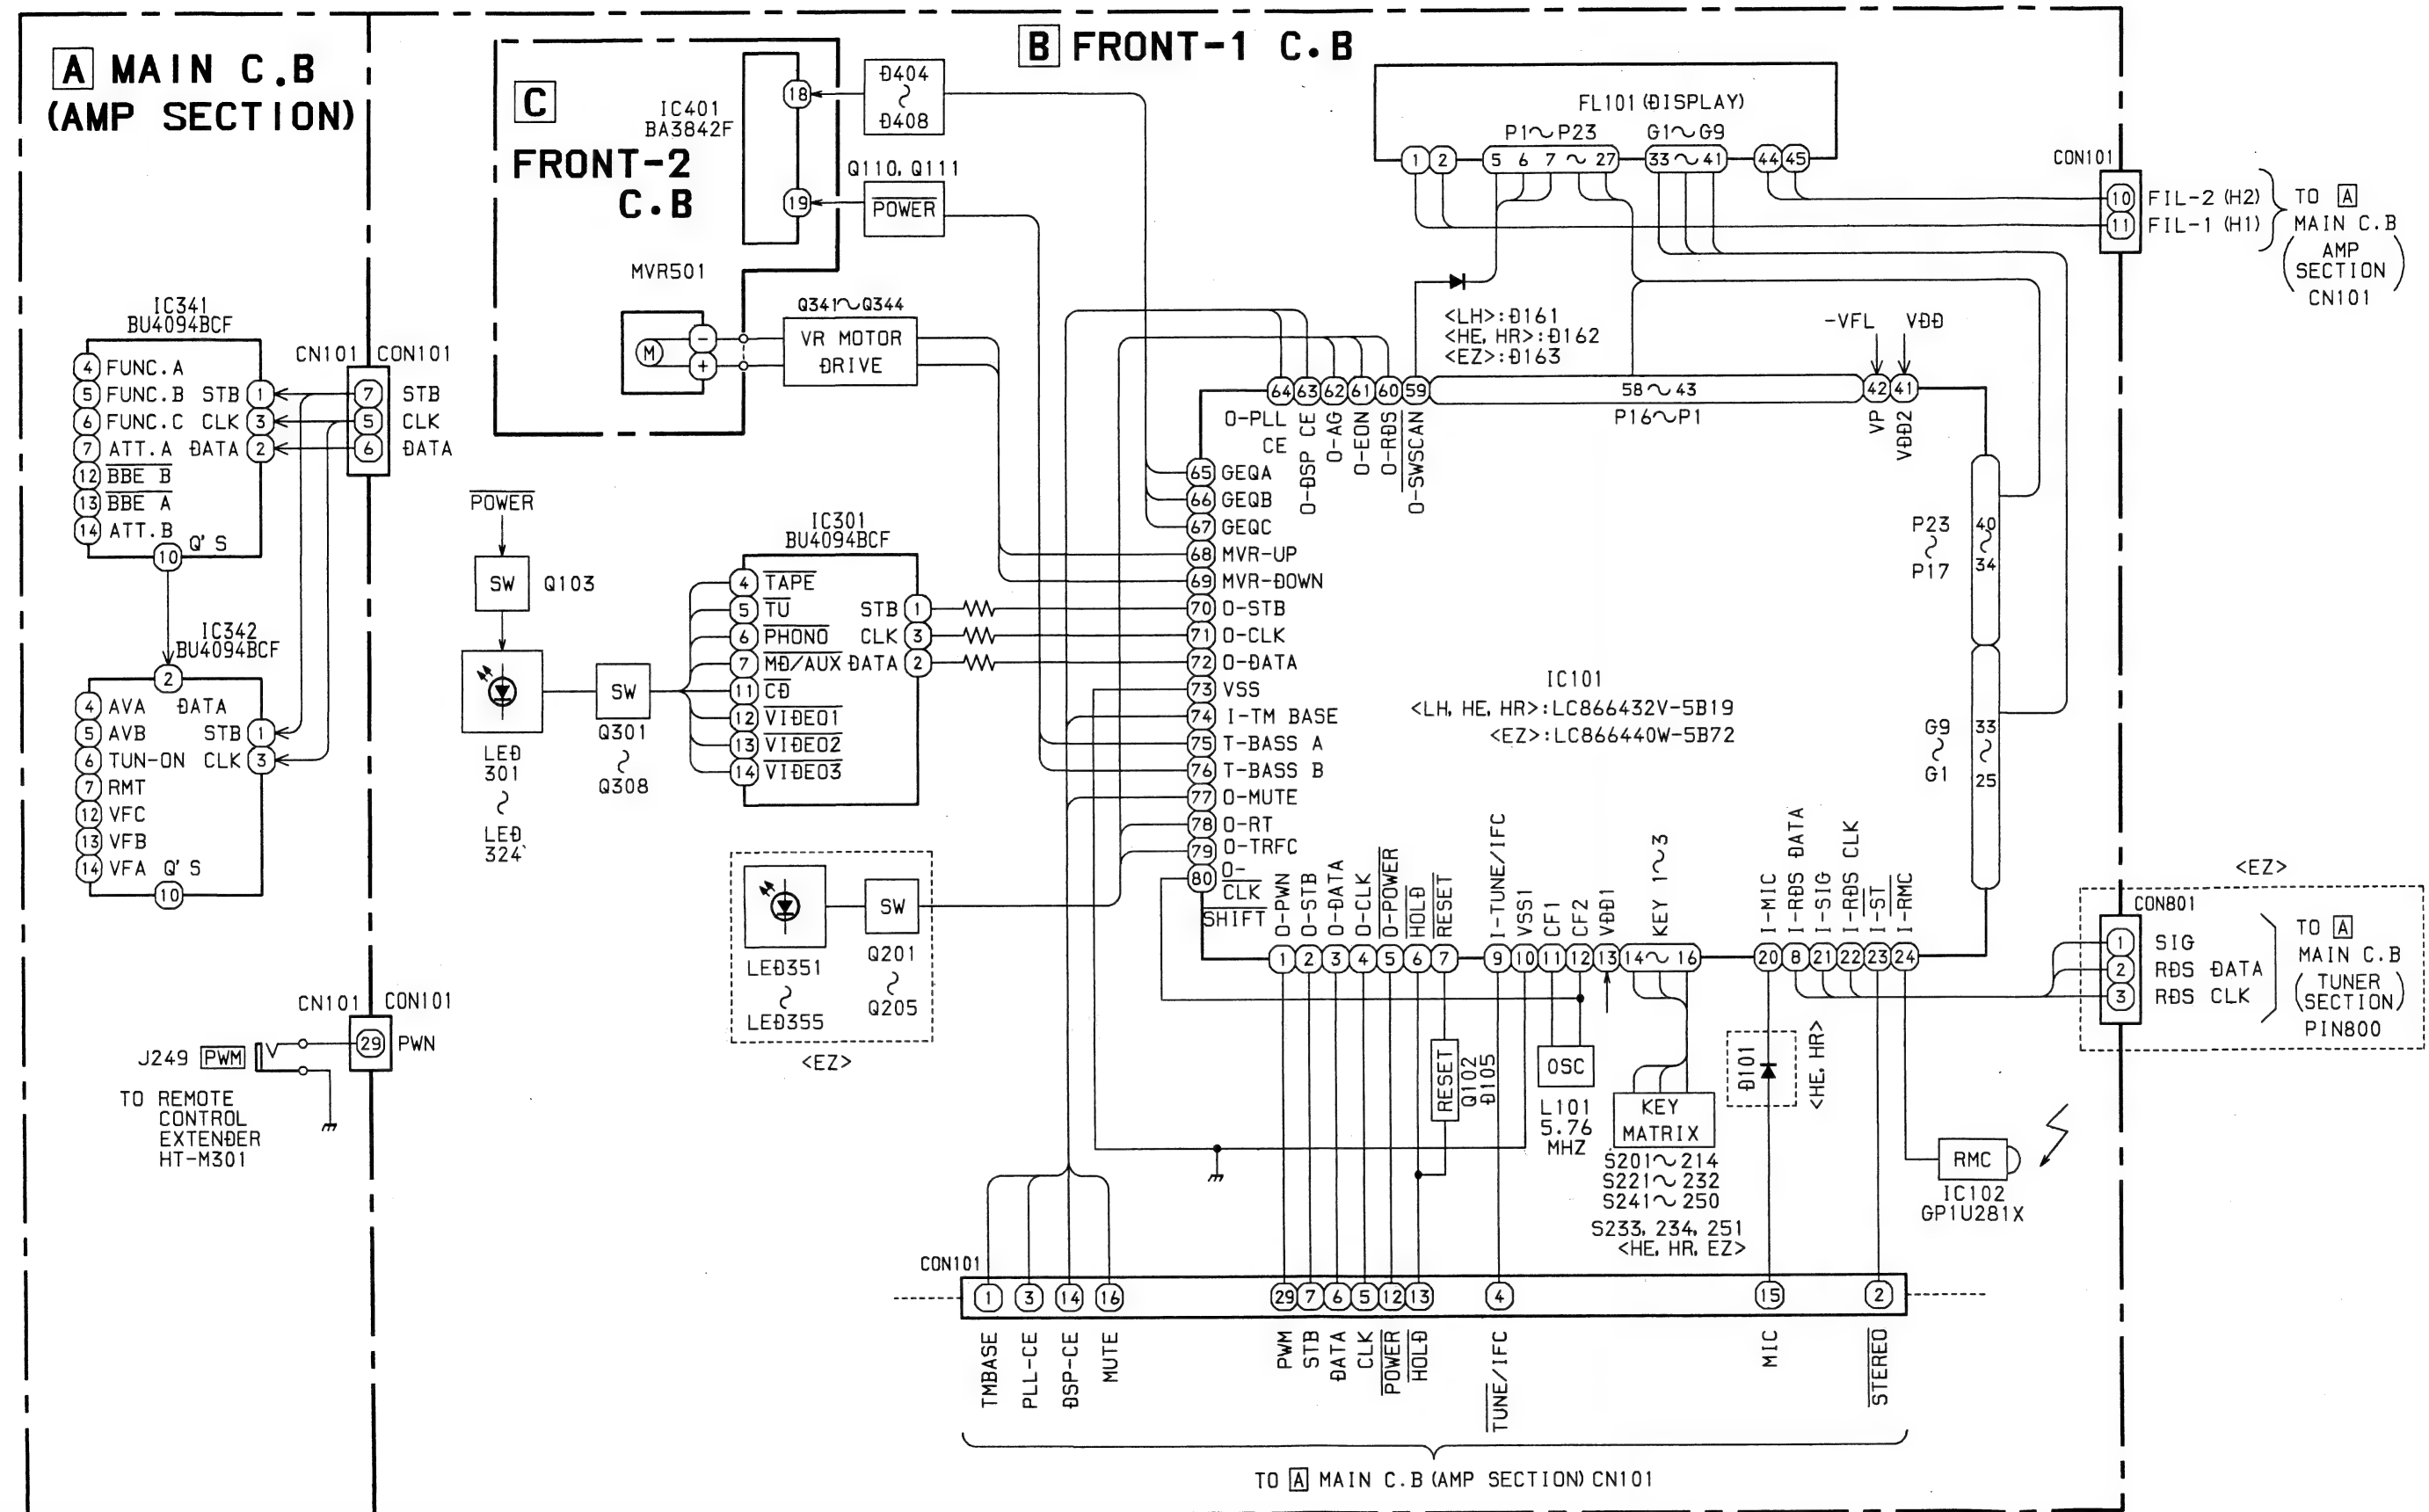 A MAIN C.B
(AMP SECTION)
B FRONT-1 C.B
C
FRONT-2
C.B
IC401
BA3842F
18
19
D404
~
D408
Q110, Q111
POWER
MVR501
M
-
+
Q341~Q344
VR MOTOR
DRIVE
FL101 (DISPLAY)
P1~P23 G1~G9
1 2 5 6 7 ~ 27 33 ~ 41 44 45
CON101
10 FIL-2 (H2)
11 FIL-1 (H1)
TO A
MAIN C.B
(AMP
SECTION)
CN101
<LH>:D161
<HE, HR>:D162
<EZ>:D163
-VFL VDD
IC341
BU4094BCF
4 FUNC.A
5 FUNC.B STB 1
6 FUNC.C CLK 3
7 ATT.A DATA 2
12 BBE B
13 BBE A
14 ATT.B
10 Q'S
CN101 CON101
7 STB
5 CLK
6 DATA
IC342
BU4094BCF
2
4 AVA DATA
5 AVB STB 1
6 TUN-ON CLK 3
7 RMT
12 VFC
13 VFB
14 VFA Q'S
10
CN101 CON101
29 PWN
J249 PWM
TO REMOTE
CONTROL
EXTENDER
HT-M301
POWER
SW Q103
LED
301
~
LED
324
SW
Q301
~
Q308
IC301
BU4094BCF
4 TAPE
5 TU STB 1
6 PHONO CLK 3
7 MD/AUX DATA 2
11 CD
12 VIDEO1
13 VIDEO2
14 VIDEO3
LED351
~
LED355
SW
Q201
~
Q205
<EZ>
64 63 62 61 60 59 58~43 42 41
O-PLL
CE
O-DSP CE
O-AG
O-EON
O-RDS
O-SWSCAN
P16~P1
VP
VDD2
65 GEQA
66 GEQB
67 GEQC
68 MVR-UP
69 MVR-DOWN
70 O-STB
71 O-CLK
72 O-DATA
73 VSS
74 I-TM BASE
75 T-BASS A
76 T-BASS B
77 O-MUTE
78 O-RT
79 O-TRFC
80 O-
CLK
SHIFT
IC101
<LH, HE, HR>:LC866432V-5B19
<EZ>:LC866440W-5B72
P23
~
P17
40
~
34
G9
~
G1
33
~
25
O-PWN
O-STB
O-DATA
O-CLK
O-POWER
HOLD
RESET
I-TUNE/IFC
VSS1
CF1
CF2
VDD1
KEY 1~3
I-MIC
I-RDS DATA
I-SIG
I-RDS CLK
I-ST
I-RMC
1 2 3 4 5 6 7 9 10 11 12 13 14~16 20 8 21 22 23 24
RESET
Q102
D105
OSC
L101
5.76
MHZ
KEY
MATRIX
S201~214
S221~232
S241~250
S233, 234, 251
<HE, HR, EZ>
D101
<HE, HR>
RMC
IC102
GP1U281X
<EZ>
CON801
1 SIG
2 RDS DATA
3 RDS CLK
TO A
MAIN C.B
(TUNER
SECTION)
PIN800
CON101
1 3 14 16 29 7 6 5 12 13 4 15 2
TMBASE
PLL-CE
DSP-CE
MUTE
PWM
STB
DATA
CLK
POWER
HOLD
TUNE/IFC
MIC
STEREO
TO A MAIN C.B (AMP SECTION) CN101